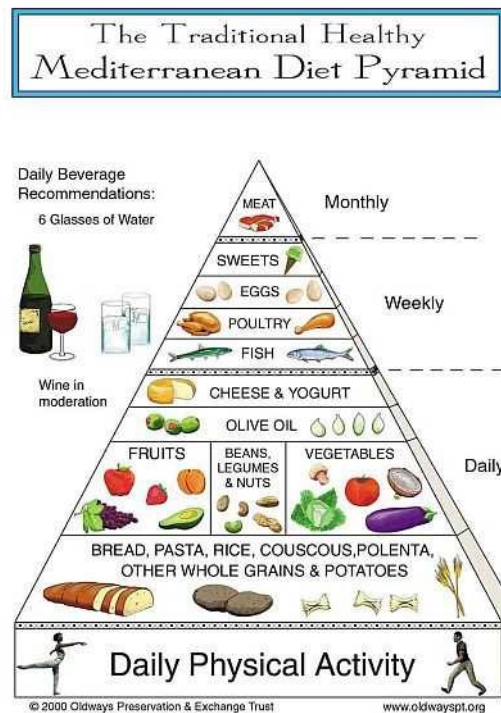 The Traditional Healthy
Mediterranean Diet Pyramid
Daily Beverage
Recommendations:
6 Glasses of Water
Wine in
moderation
MEAT
Monthly
SWEETS
EGGS
POULTRY
FISH
Weekly
CHEESE & YOGURT
OLIVE OIL
FRUITS
BEANS,
LEGUMES
& NUTS
VEGETABLES
Daily
BREAD, PASTA, RICE, COUSCOUS,POLENTA,
OTHER WHOLE GRAINS & POTATOES
Daily Physical Activity
© 2000 Oldways Preservation & Exchange Trust
www.oldwayspt.org